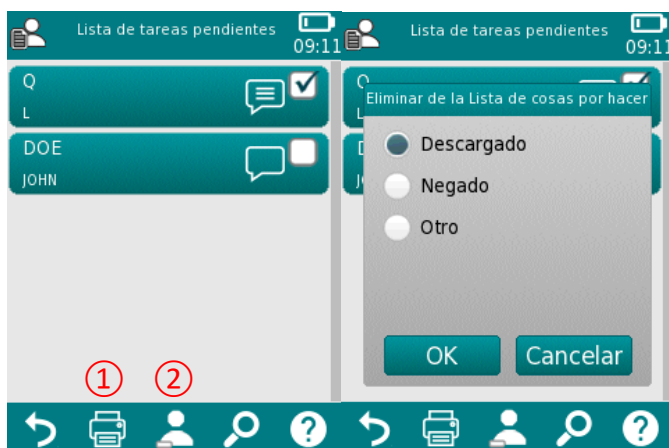 Lista de tareas pendientes
09:11
Q
L
DOE
JOHN
①
②
?
Lista de tareas pendientes
09:11
Eliminar de la Lista de cosas por hacer
Descargado
Negado
Otro
OK
Cancelar
?